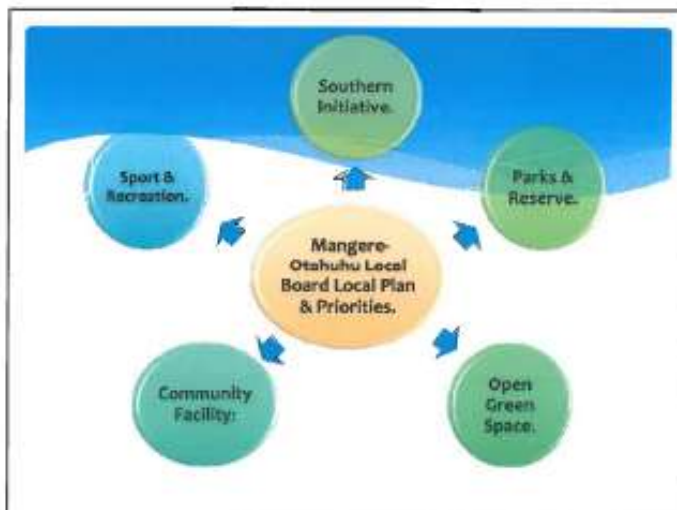 Southern
Initiative.
Sport &
Recreation.
Parks &
Reserve.
Mangere-
Otahuhu Local
Board Local Plan
& Priorities.
Community
Facility:
Open
Green
Space.